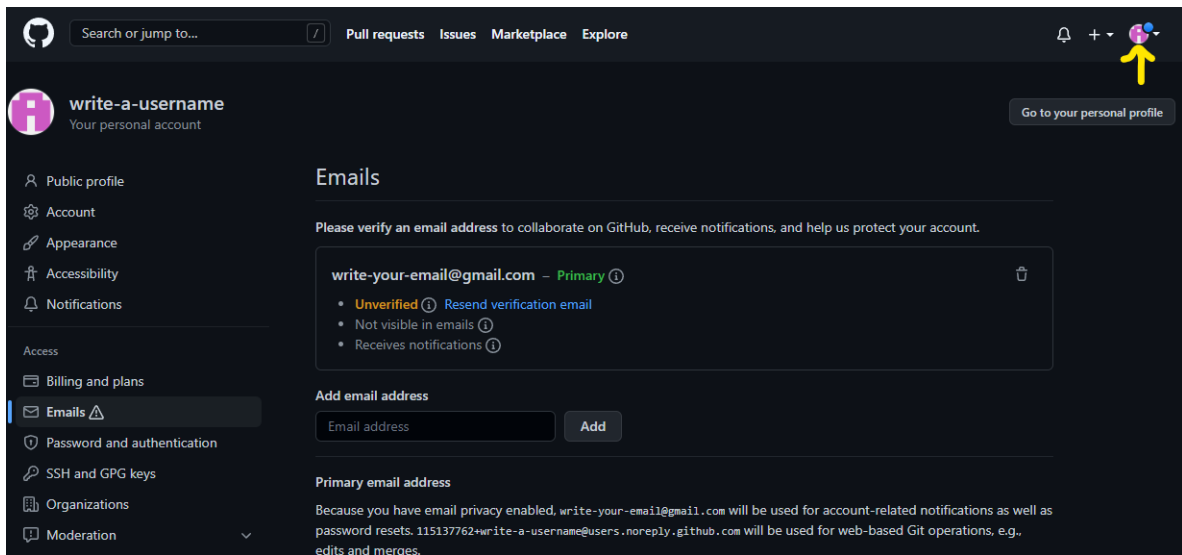 Search or jump to... /
Pull requests Issues Marketplace Explore
write-a-username
Your personal account
Go to your personal profile
Public profile
Account
Appearance
Accessibility
Notifications
Access
Billing and plans
Emails
Password and authentication
SSH and GPG keys
Organizations
Moderation
Emails
Please verify an email address to collaborate on GitHub, receive notifications, and help us protect your account.
write-your-email@gmail.com – Primary
• Unverified Resend verification email
• Not visible in emails
• Receives notifications
Add email address
Email address Add
Primary email address
Because you have email privacy enabled, write-your-email@gmail.com will be used for account-related notifications as well as
password resets. 115137762+write-a-username@users.noreply.github.com will be used for web-based Git operations, e.g.,
edits and merges.